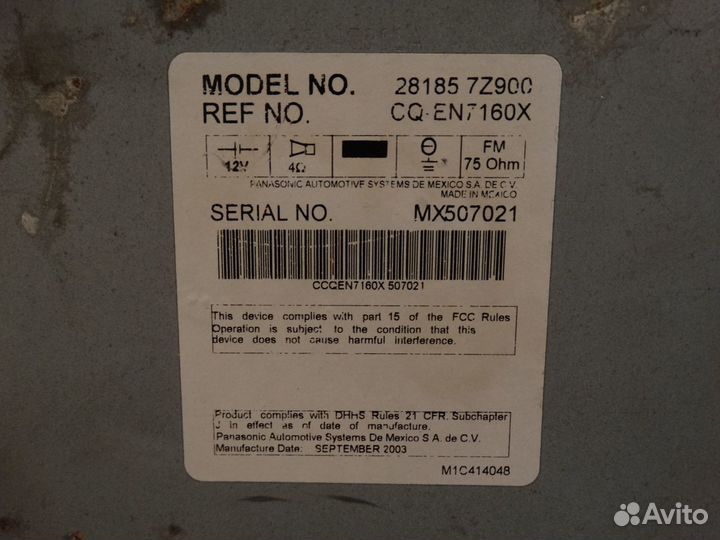 MODEL NO. 28185 7Z900
REF NO. CQ-EN7160X
12V 4Ω FM 75 Ohm
PANASONIC AUTOMOTIVE SYSTEMS DE MEXICO S.A. DE C.V.
MADE IN MEXICO
SERIAL NO. MX507021
CCQEN7160X 507021
This device complies with part 15 of the FCC Rules
Operation is subject to the condition that this
device does not cause harmful interference.
Product complies with DHHS Rules 21 CFR. Subchapter
J in effect as of date of manufacture.
Panasonic Automotive Systems De Mexico S.A. de C.V.
Manufacture Date: SEPTEMBER 2003
M1C414048
Avito